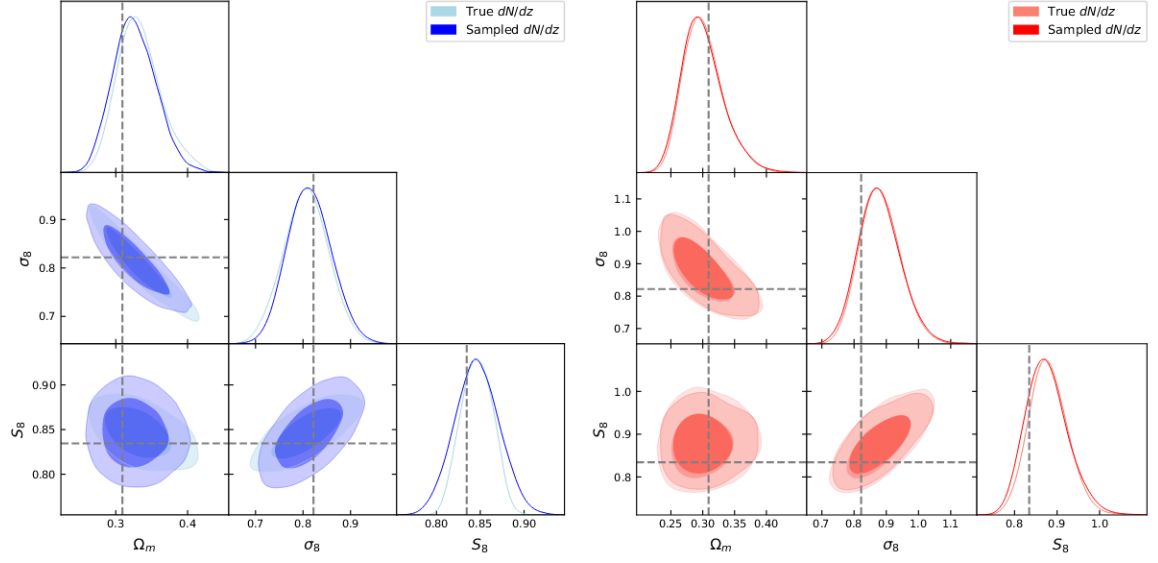 True dN/dz
Sampled dN/dz
True dN/dz
Sampled dN/dz
σ₈
0.9
0.8
0.7
σ₈
1.1
1.0
0.9
0.8
0.7
S₈
0.90
0.85
0.80
S₈
1.0
0.9
0.8
0.3 0.4
0.7 0.8 0.9
0.80 0.85 0.90
0.25 0.30 0.35 0.40
0.7 0.8 0.9 1.0 1.1
0.8 0.9 1.0
Ωₘ
σ₈
S₈
Ωₘ
σ₈
S₈